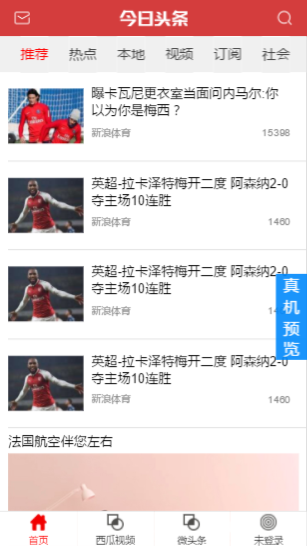 今日头条
推荐 热点 本地 视频 订阅 社会
曝卡瓦尼更衣室当面问内马尔:你
以为你是梅西？
新浪体育 15398
英超-拉卡泽特梅开二度 阿森纳2-0
夺主场10连胜
新浪体育 1460
英超-拉卡泽特梅开二度 阿森纳2-0
夺主场10连胜
新浪体育
真机预览
英超-拉卡泽特梅开二度 阿森纳2-0
夺主场10连胜
新浪体育 1460
法国航空伴您左右
首页 西瓜视频 微头条 未登录